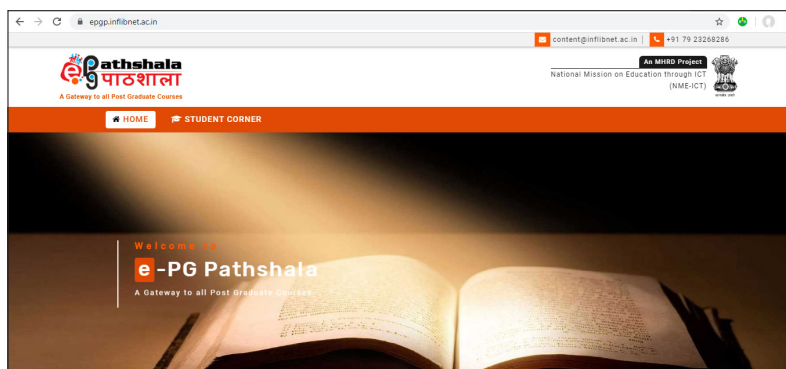 epgp.inflibnet.ac.in
content@inflibnet.ac.in | +91 79 23268286
ePG athshala
पाठशाला
A Gateway to all Post Graduate Courses
An MHRD Project
National Mission on Education through ICT
(NME-ICT)
HOME STUDENT CORNER
Welcome to
e-PG Pathshala
A Gateway to all Post Graduate Courses